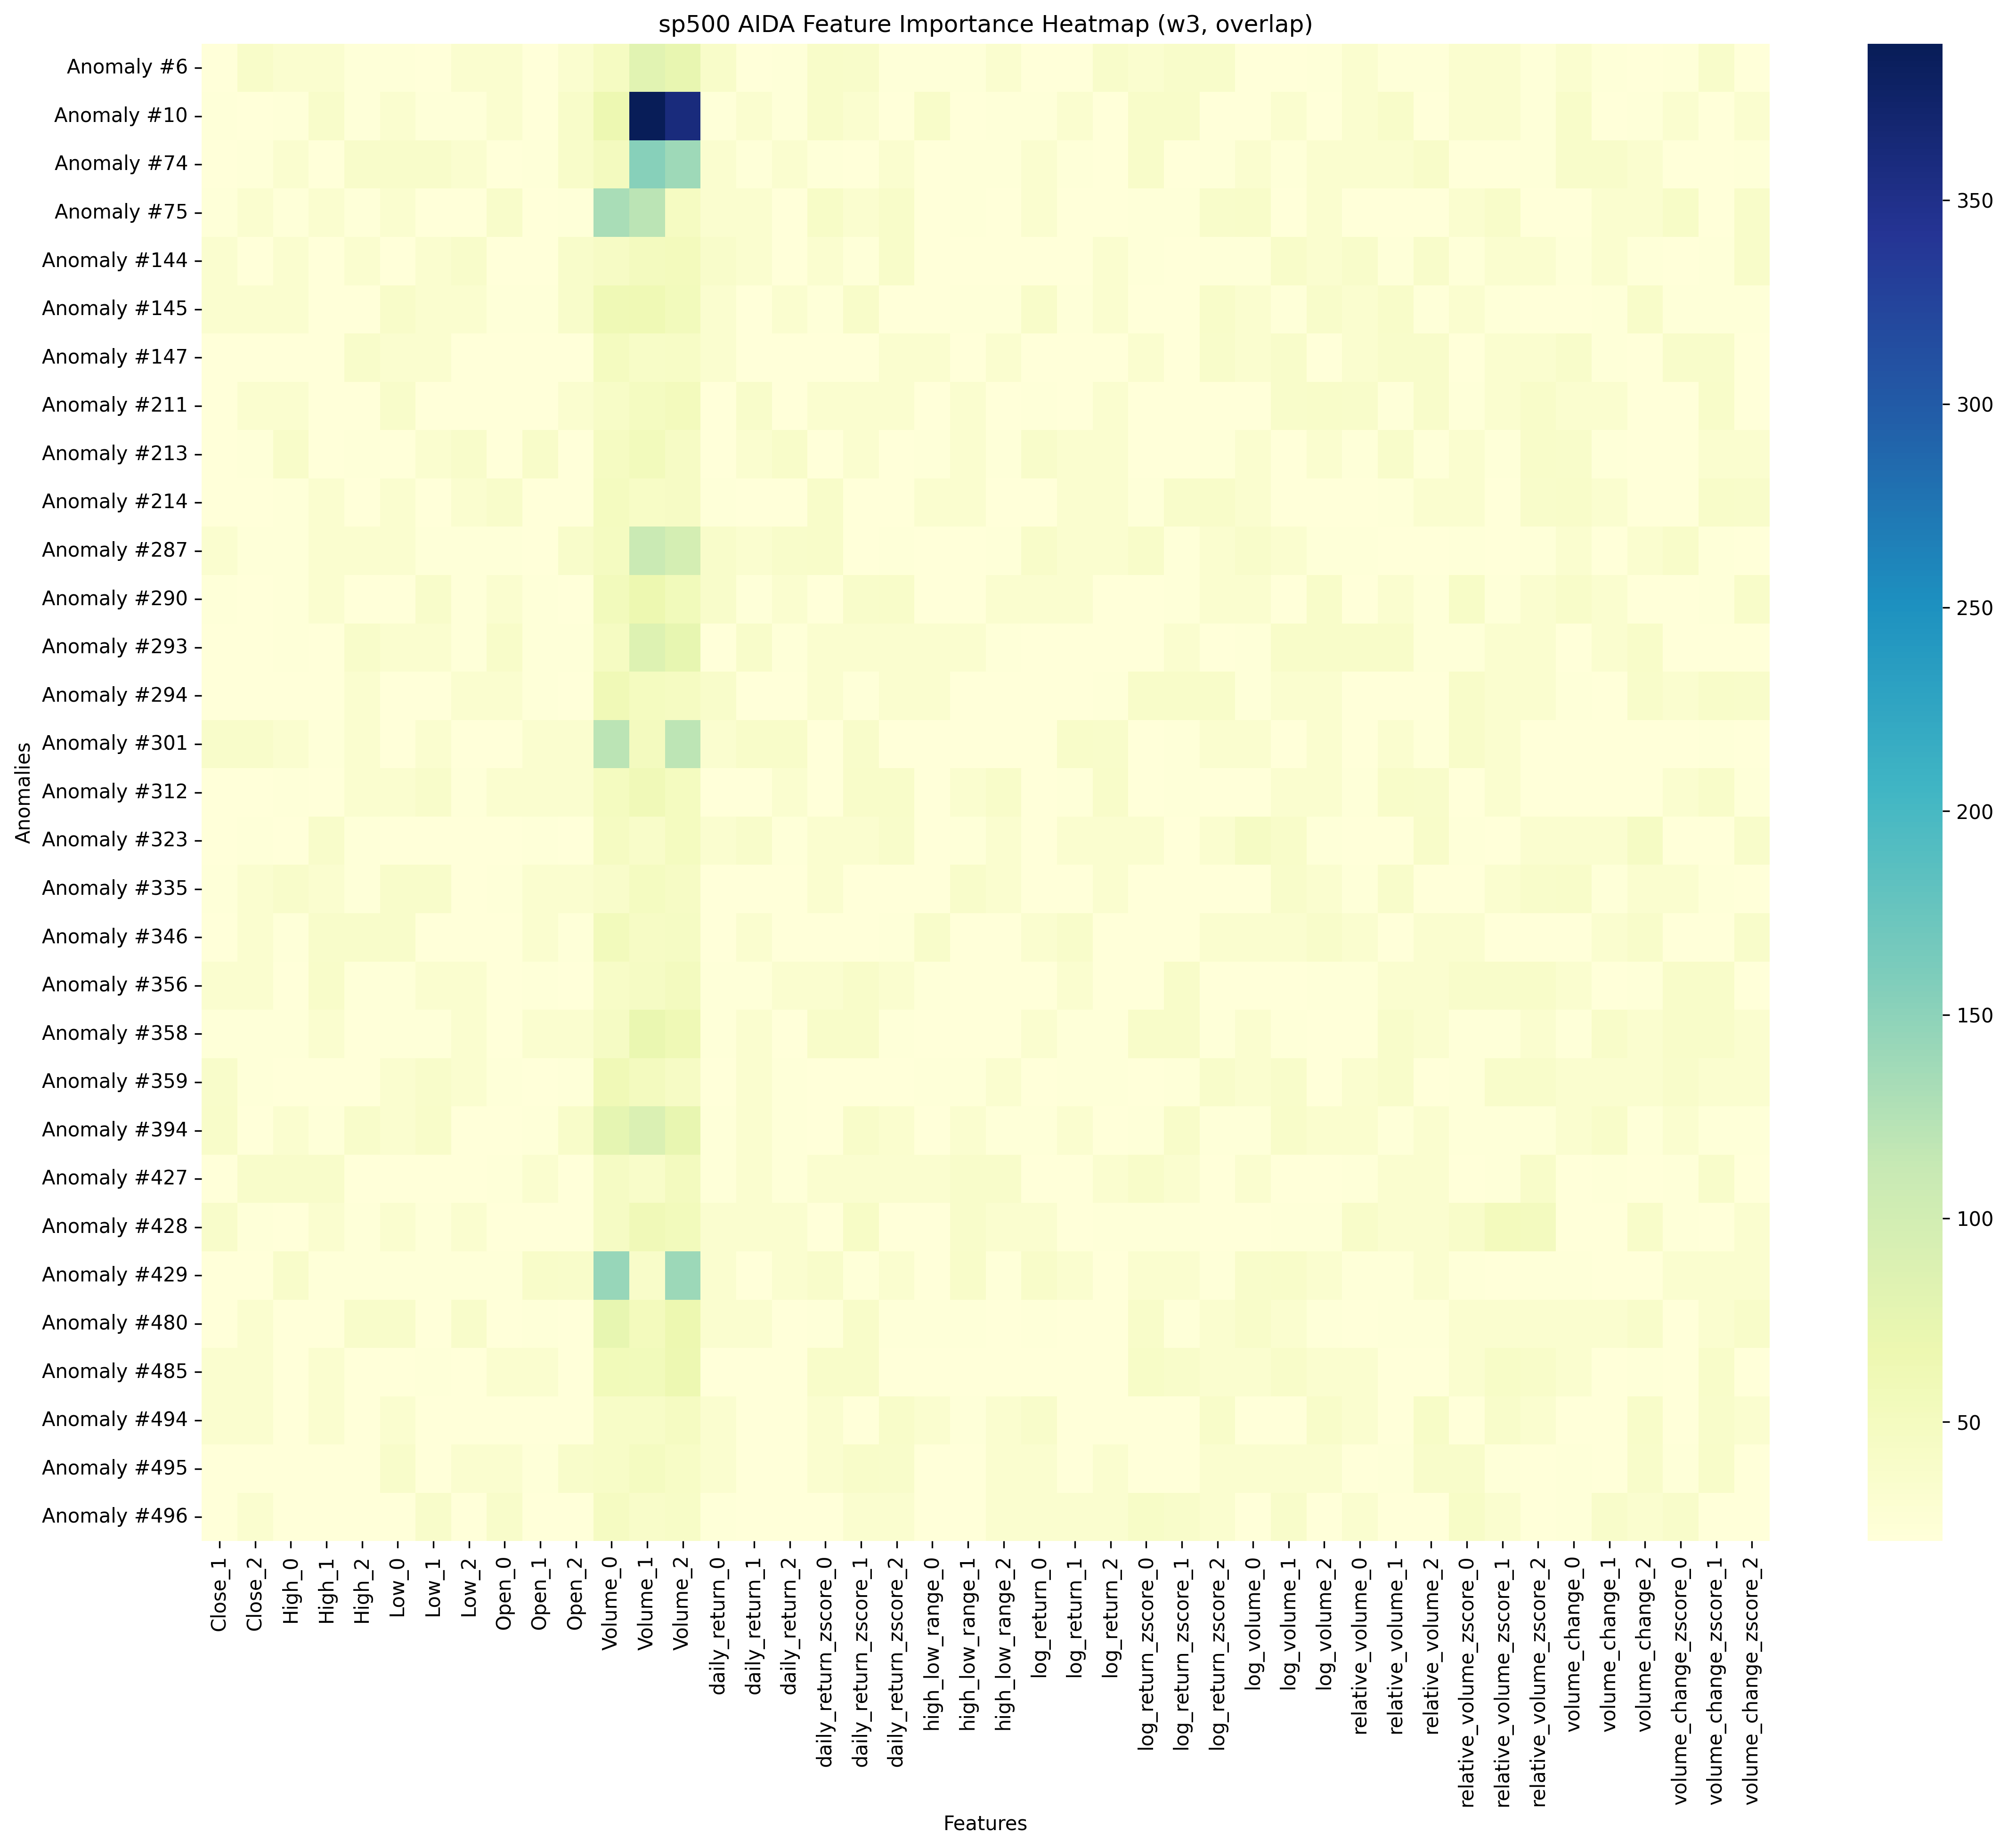 sp500 AIDA Feature Importance Heatmap (w3, overlap)
Anomalies
Anomaly #6
Anomaly #10
Anomaly #74
Anomaly #75
Anomaly #144
Anomaly #145
Anomaly #147
Anomaly #211
Anomaly #213
Anomaly #214
Anomaly #287
Anomaly #290
Anomaly #293
Anomaly #294
Anomaly #301
Anomaly #312
Anomaly #323
Anomaly #335
Anomaly #346
Anomaly #356
Anomaly #358
Anomaly #359
Anomaly #394
Anomaly #427
Anomaly #428
Anomaly #429
Anomaly #480
Anomaly #485
Anomaly #494
Anomaly #495
Anomaly #496
Close_1
Close_2
High_0
High_1
High_2
Low_0
Low_1
Low_2
Open_0
Open_1
Open_2
Volume_0
Volume_1
Volume_2
daily_return_0
daily_return_1
daily_return_2
daily_return_zscore_0
daily_return_zscore_1
daily_return_zscore_2
high_low_range_0
high_low_range_1
high_low_range_2
log_return_0
log_return_1
log_return_2
log_return_zscore_0
log_return_zscore_1
log_return_zscore_2
log_volume_0
log_volume_1
log_volume_2
relative_volume_0
relative_volume_1
relative_volume_2
relative_volume_zscore_0
relative_volume_zscore_1
relative_volume_zscore_2
volume_change_0
volume_change_1
volume_change_2
volume_change_zscore_0
volume_change_zscore_1
volume_change_zscore_2
Features
350
300
250
200
150
100
50